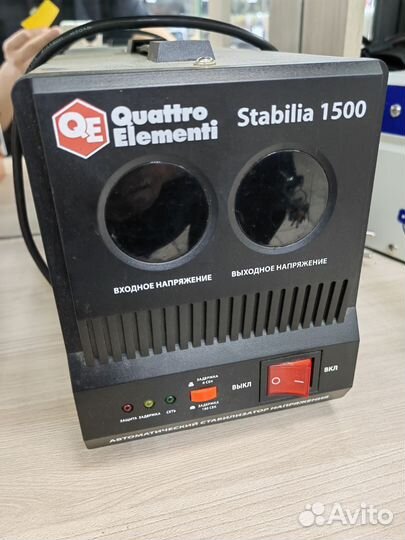 QE Quattro Elementi
Stabilia 1500
ВХОДНОЕ НАПРЯЖЕНИЕ
ВЫХОДНОЕ НАПРЯЖЕНИЕ
ЗАДЕРЖКА
6 СЕК
ВЫКЛ
ВКЛ
ЗАЩИТА ЗАДЕРЖКА СЕТЬ
ЗАДЕРЖКА
180 СЕК
АВТОМАТИЧЕСКИЙ СТАБИЛИЗАТОР НАПРЯЖЕНИЯ
Avito